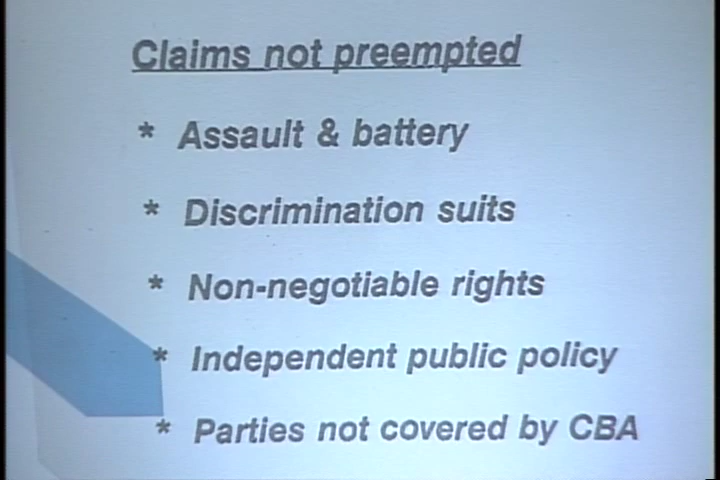 Claims not preempted
* Assault & battery
* Discrimination suits
* Non-negotiable rights
* Independent public policy
* Parties not covered by CBA